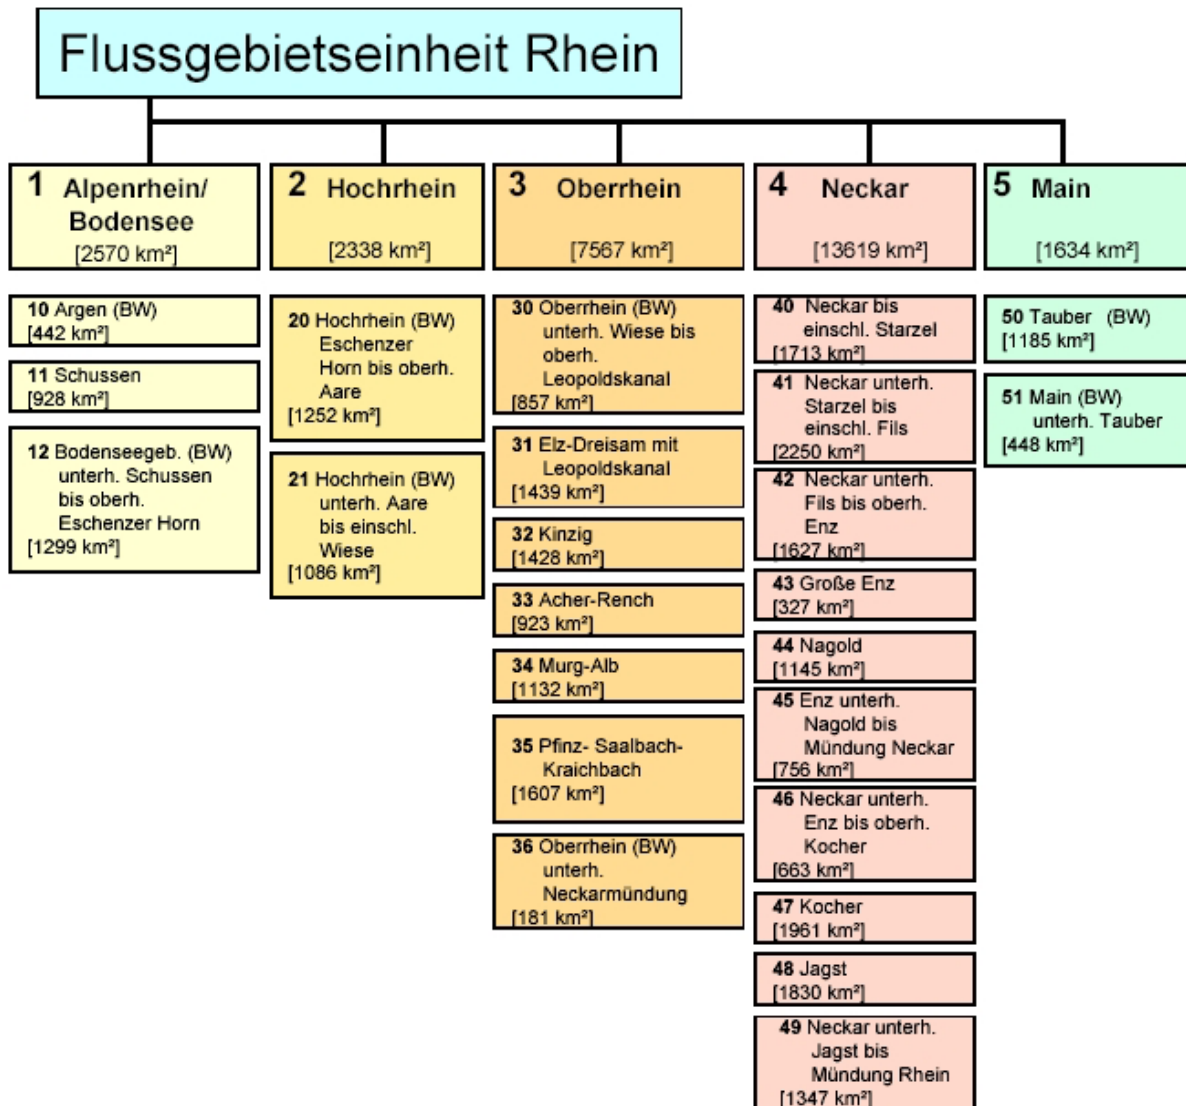 Flussgebietseinheit Rhein
1 Alpenrhein/
Bodensee
[2570 km²]
10 Argen (BW)
[442 km²]
11 Schussen
[928 km²]
12 Bodenseegeb. (BW)
unterh. Schussen
bis oberh.
Eschenzer Horn
[1299 km²]
2 Hochrhein
[2338 km²]
20 Hochrhein (BW)
Eschenzer
Horn bis oberh.
Aare
[1252 km²]
21 Hochrhein (BW)
unterh. Aare
bis einschl.
Wiese
[1086 km²]
3 Oberrhein
[7567 km²]
30 Oberrhein (BW)
unterh. Wiese bis
oberh.
Leopoldskanal
[857 km²]
31 Elz-Dreisam mit
Leopoldskanal
[1439 km²]
32 Kinzig
[1428 km²]
33 Acher-Rench
[923 km²]
34 Murg-Alb
[1132 km²]
35 Pfinz- Saalbach-
Kraichbach
[1607 km²]
36 Oberrhein (BW)
unterh.
Neckarmündung
[181 km²]
4 Neckar
[13619 km²]
40 Neckar bis
einschl. Starzel
[1713 km²]
41 Neckar unterh.
Starzel bis
einschl. Fils
[2250 km²]
42 Neckar unterh.
Fils bis oberh.
Enz
[1627 km²]
43 Große Enz
[327 km²]
44 Nagold
[1145 km²]
45 Enz unterh.
Nagold bis
Mündung Neckar
[756 km²]
46 Neckar unterh.
Enz bis oberh.
Kocher
[663 km²]
47 Kocher
[1961 km²]
48 Jagst
[1830 km²]
49 Neckar unterh.
Jagst bis
Mündung Rhein
[1347 km²]
5 Main
[1634 km²]
50 Tauber (BW)
[1185 km²]
51 Main (BW)
unterh. Tauber
[448 km²]